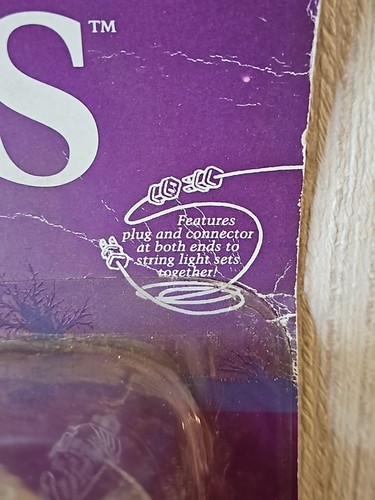 S™
Features
plug and connector
at both ends to
string light sets
together!